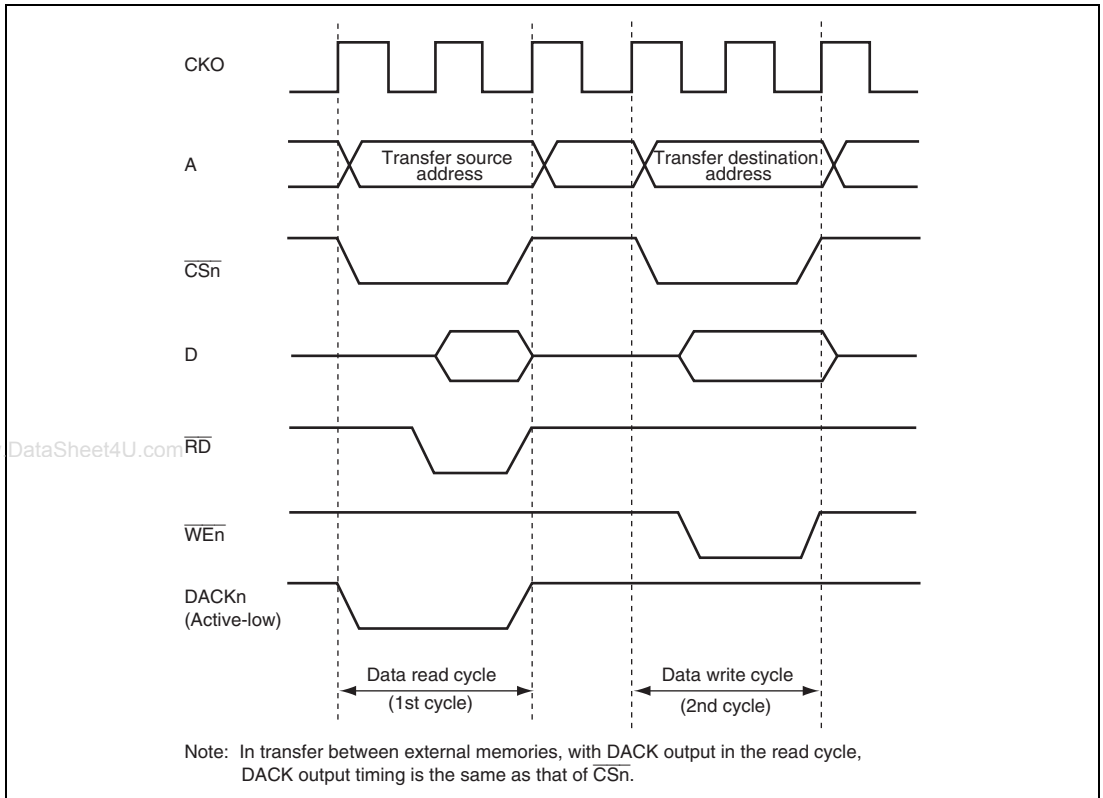 CKO
A
Transfer source
address
Transfer destination
address
CSn
D
DataSheet4U.com
RD
WEn
DACKn
(Active-low)
Data read cycle
(1st cycle)
Data write cycle
(2nd cycle)
Note: In transfer between external memories, with DACK output in the read cycle,
DACK output timing is the same as that of CSn.